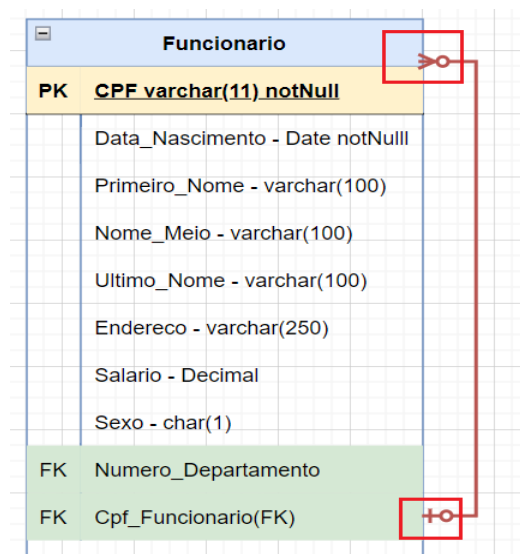 Funcionario
PK CPF varchar(11) notNull
Data_Nascimento - Date notNulll
Primeiro_Nome - varchar(100)
Nome_Meio - varchar(100)
Ultimo_Nome - varchar(100)
Endereco - varchar(250)
Salario - Decimal
Sexo - char(1)
FK Numero_Departamento
FK Cpf_Funcionario(FK)